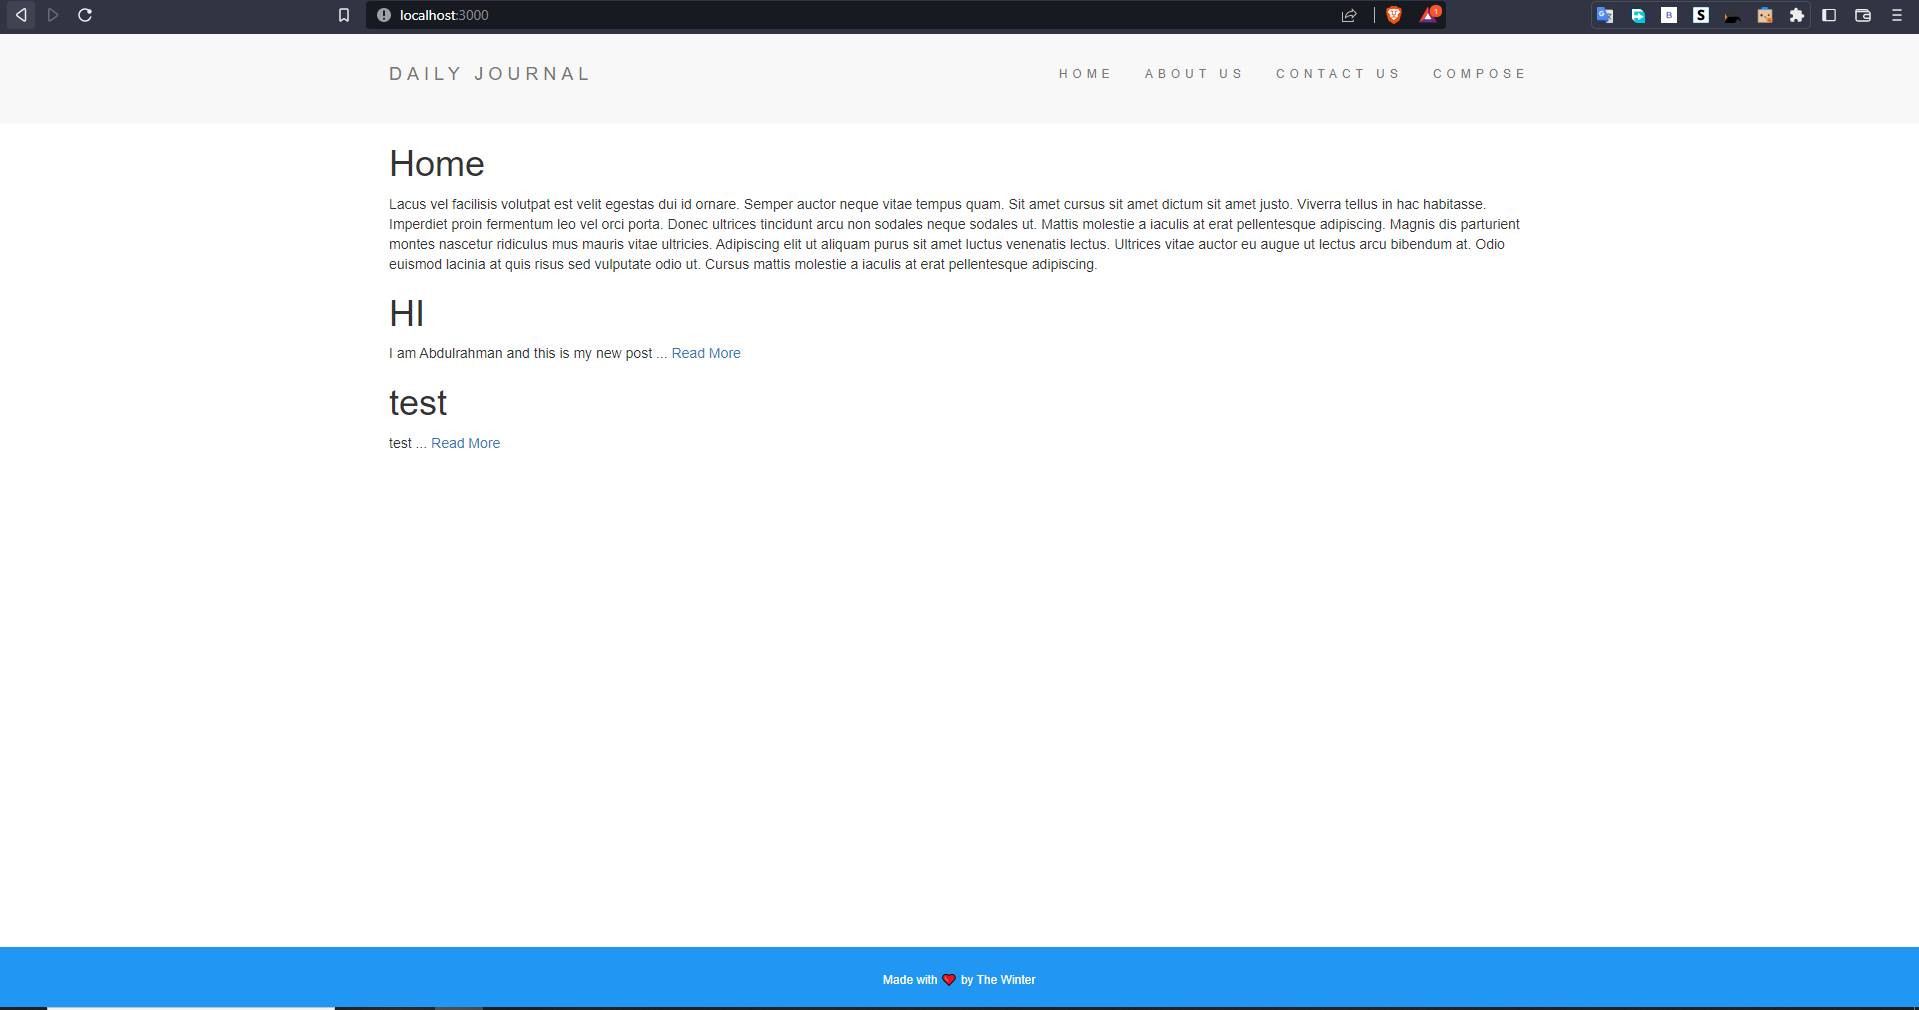 localhost:3000
1
DAILY JOURNAL
HOME ABOUT US CONTACT US COMPOSE
Home
Lacus vel facilisis volutpat est velit egestas dui id ornare. Semper auctor neque vitae tempus quam. Sit amet cursus sit amet dictum sit amet justo. Viverra tellus in hac habitasse.
Imperdiet proin fermentum leo vel orci porta. Donec ultrices tincidunt arcu non sodales neque sodales ut. Mattis molestie a iaculis at erat pellentesque adipiscing. Magnis dis parturient
montes nascetur ridiculus mus mauris vitae ultricies. Adipiscing elit ut aliquam purus sit amet luctus venenatis lectus. Ultrices vitae auctor eu augue ut lectus arcu bibendum at. Odio
euismod lacinia at quis risus sed vulputate odio ut. Cursus mattis molestie a iaculis at erat pellentesque adipiscing.
HI
I am Abdulrahman and this is my new post ... Read More
test
test ... Read More
Made with ❤️ by The Winter